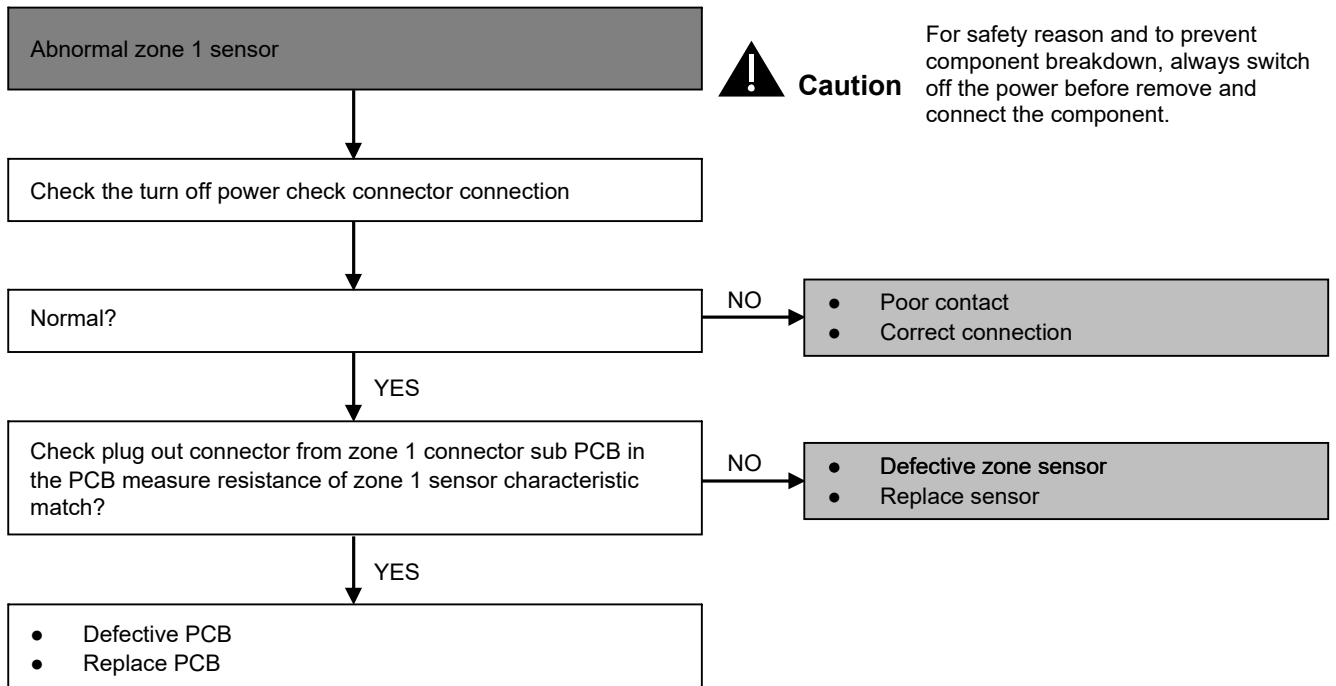 Abnormal zone 1 sensor
Caution
For safety reason and to prevent
component breakdown, always switch
off the power before remove and
connect the component.
Check the turn off power check connector connection
Normal?
NO
● Poor contact
● Correct connection
YES
Check plug out connector from zone 1 connector sub PCB in
the PCB measure resistance of zone 1 sensor characteristic
match?
NO
● Defective zone sensor
● Replace sensor
YES
● Defective PCB
● Replace PCB